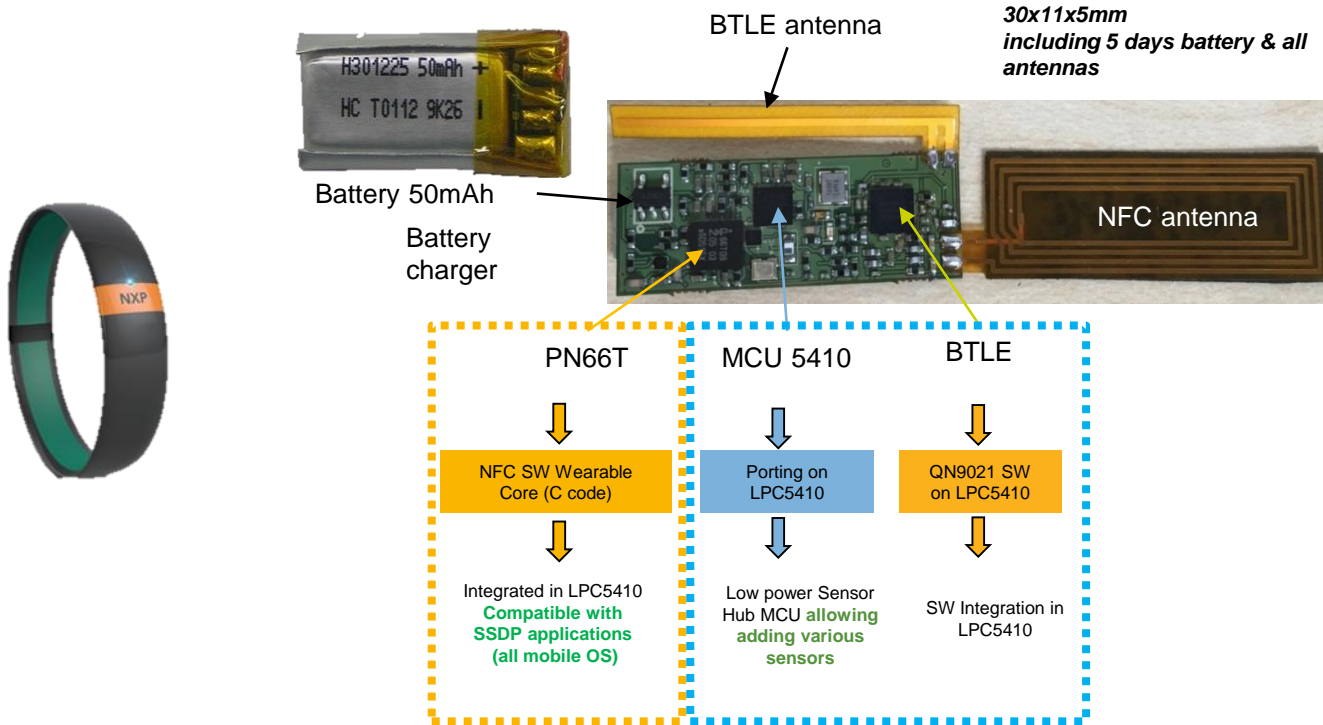 30x11x5mm
including 5 days battery & all
antennas
BTLE antenna
H301225 50mAh +
HC T0112 9K26
Battery 50mAh
Battery
charger
NFC antenna
NXP
PN66T
MCU 5410
BTLE
NFC SW Wearable
Core (C code)
Porting on
LPC5410
QN9021 SW
on LPC5410
Integrated in LPC5410
Compatible with
SSDP applications
(all mobile OS)
Low power Sensor
Hub MCU allowing
adding various
sensors
SW Integration in
LPC5410